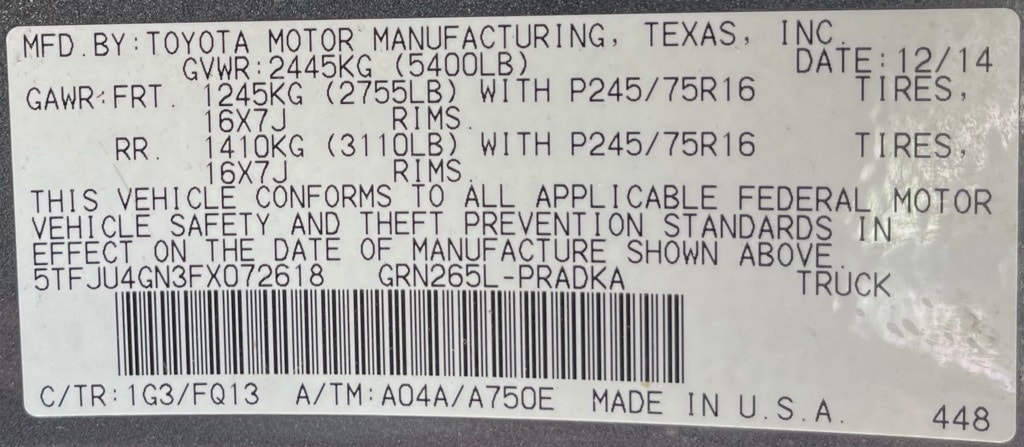 MFD. BY: TOYOTA MOTOR MANUFACTURING, TEXAS, INC.
GVWR: 2445KG (5400LB) DATE: 12/14
GAWR: FRT. 1245KG (2755LB) WITH P245/75R16 TIRES,
16X7J RIMS.
RR. 1410KG (3110LB) WITH P245/75R16 TIRES,
16X7J RIMS.
THIS VEHICLE CONFORMS TO ALL APPLICABLE FEDERAL MOTOR
VEHICLE SAFETY AND THEFT PREVENTION STANDARDS IN
EFFECT ON THE DATE OF MANUFACTURE SHOWN ABOVE.
5TFJU4GN3FX072618 GRN265L-PRADKA TRUCK
C/TR: 1G3/FQ13 A/TM: A04A/A750E MADE IN U.S.A.
448